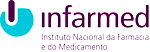 infarmed
Instituto Nacional da Farmácia
e do Medicamento